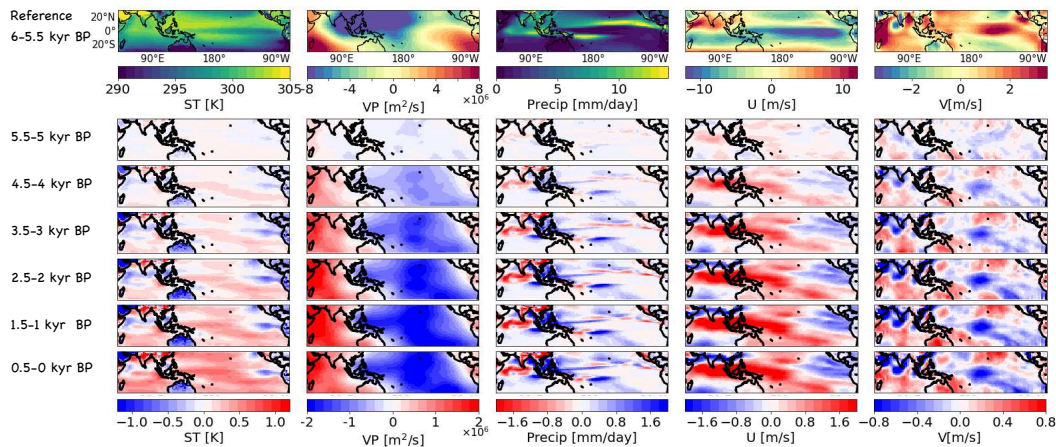 Reference
6-5.5 kyr BP
20°N
0°
20°S
90°E 180° 90°W
90°E 180° 90°W
90°E 180° 90°W
90°E 180° 90°W
90°E 180° 90°W
290 295 300 305
ST [K]
-8 -4 0 4 8
×10⁶
VP [m²/s]
0 5 10
Precip [mm/day]
−10 0 10
U [m/s]
−2 0 2
V[m/s]
5.5-5 kyr BP
4.5-4 kyr BP
3.5-3 kyr BP
2.5-2 kyr BP
1.5-1 kyr BP
0.5-0 kyr BP
−1.0 −0.5 0.0 0.5 1.0
ST [K]
-2 -1 0 1 2
×10⁶
VP [m²/s]
−1.6 −0.8 0.0 0.8 1.6
Precip [mm/day]
−1.6 −0.8 0.0 0.8 1.6
U [m/s]
−0.8 −0.4 0.0 0.4 0.8
V[m/s]